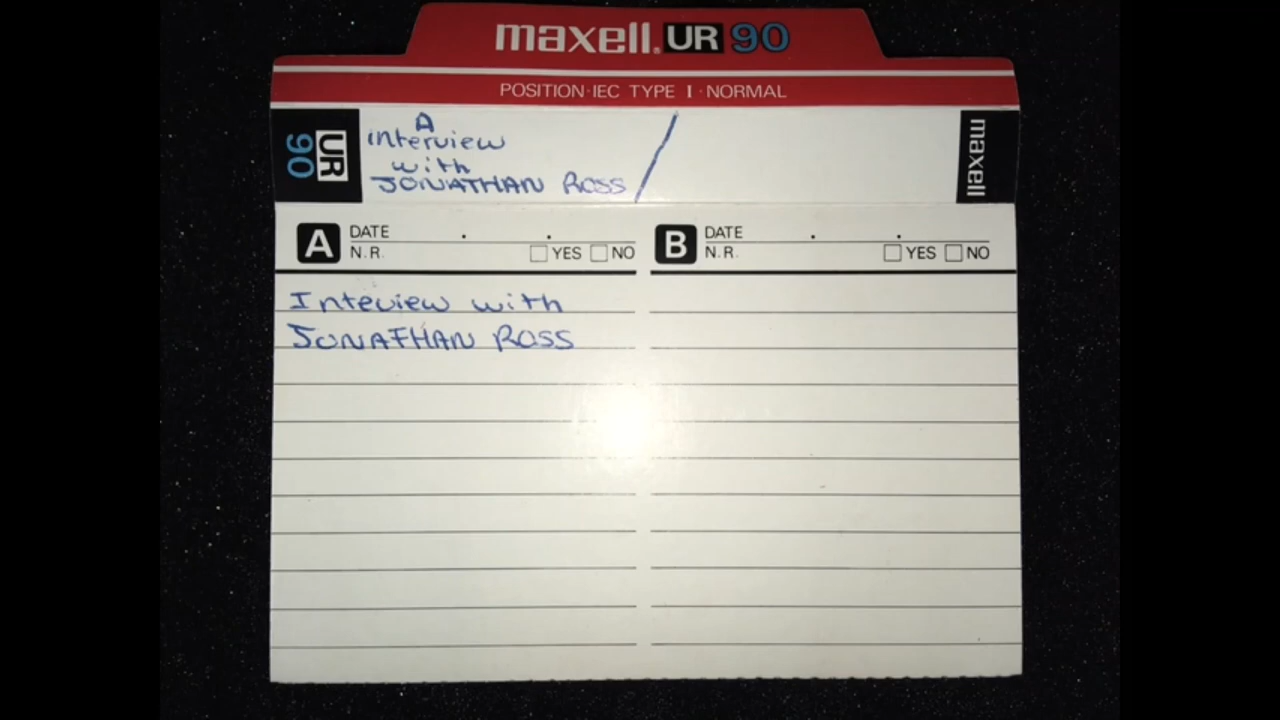 maxell. UR 90
POSITION·IEC TYPE I·NORMAL
UR
90
A
interview
with
JONATHAN ROSS /
maxell
A DATE . .
N.R. YES NO
B DATE . .
N.R. YES NO
Inteview with
JONATHAN ROSS